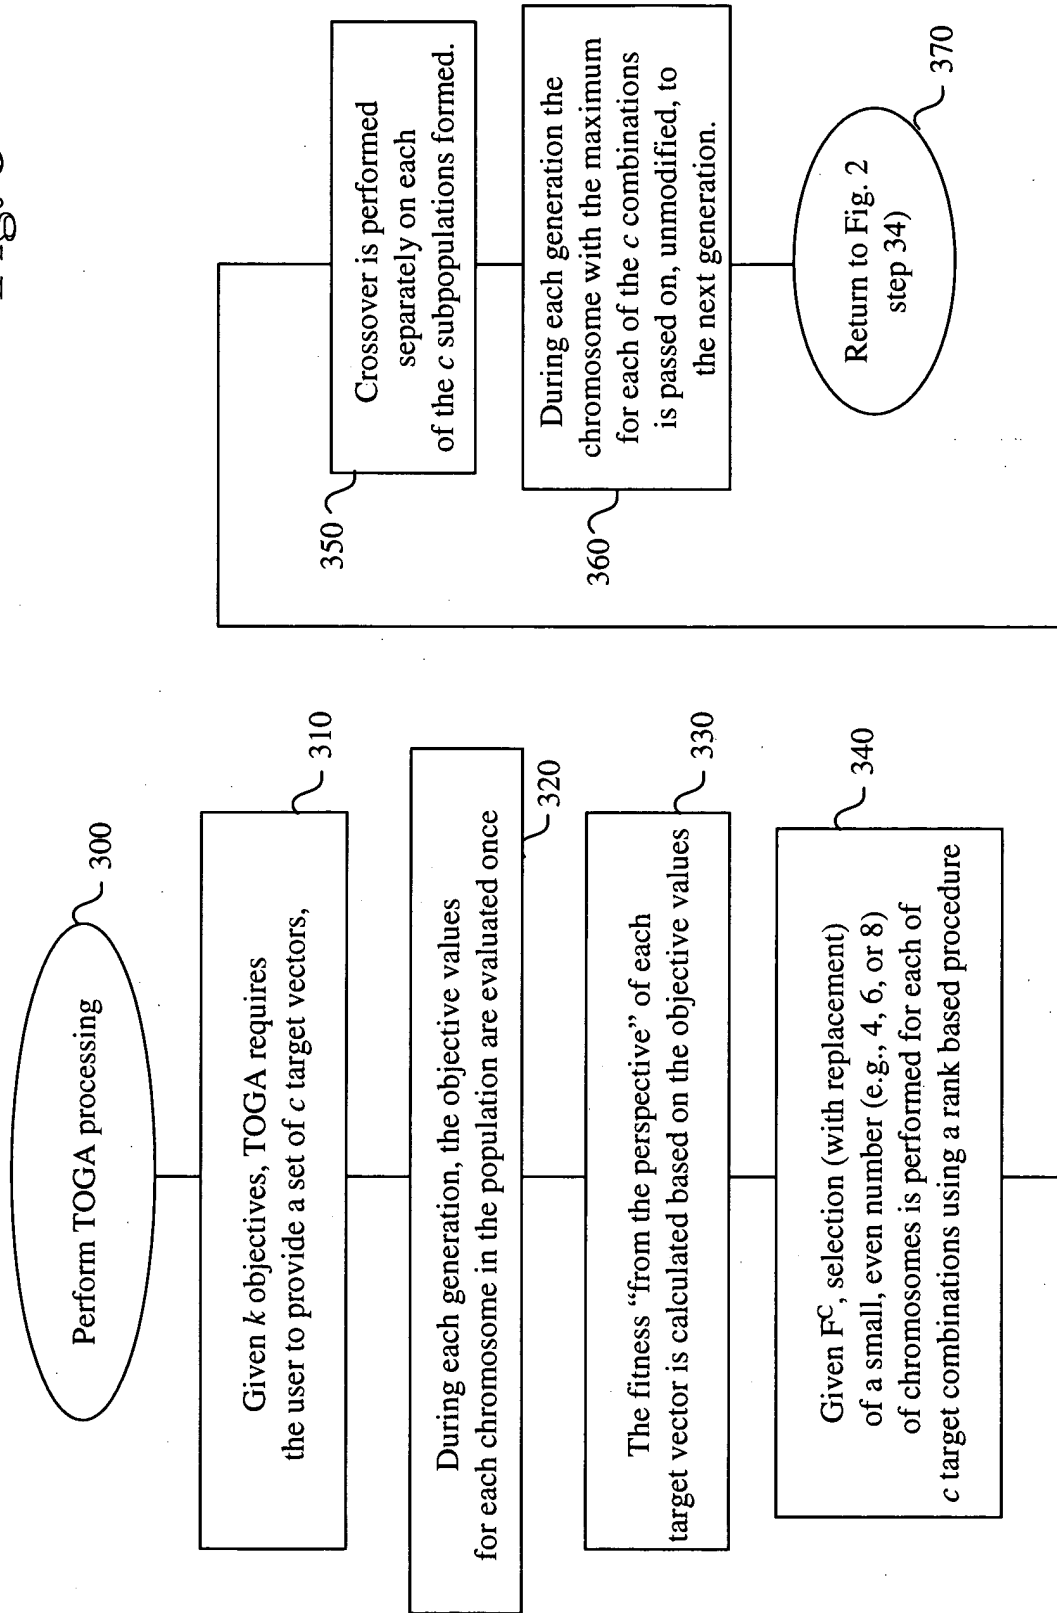 Perform TOGA processing
300
Given k objectives, TOGA requires
the user to provide a set of c target vectors,
310
During each generation, the objective values
for each chromosome in the population are evaluated once
320
The fitness “from the perspective” of each
target vector is calculated based on the objective values
330
Given F^C, selection (with replacement)
of a small, even number (e.g., 4, 6, or 8)
of chromosomes is performed for each of
c target combinations using a rank based procedure
340
Crossover is performed
separately on each
of the c subpopulations formed.
350
During each generation the
chromosome with the maximum
for each of the c combinations
is passed on, unmodified, to
the next generation.
360
Return to Fig. 2
step 34)
370